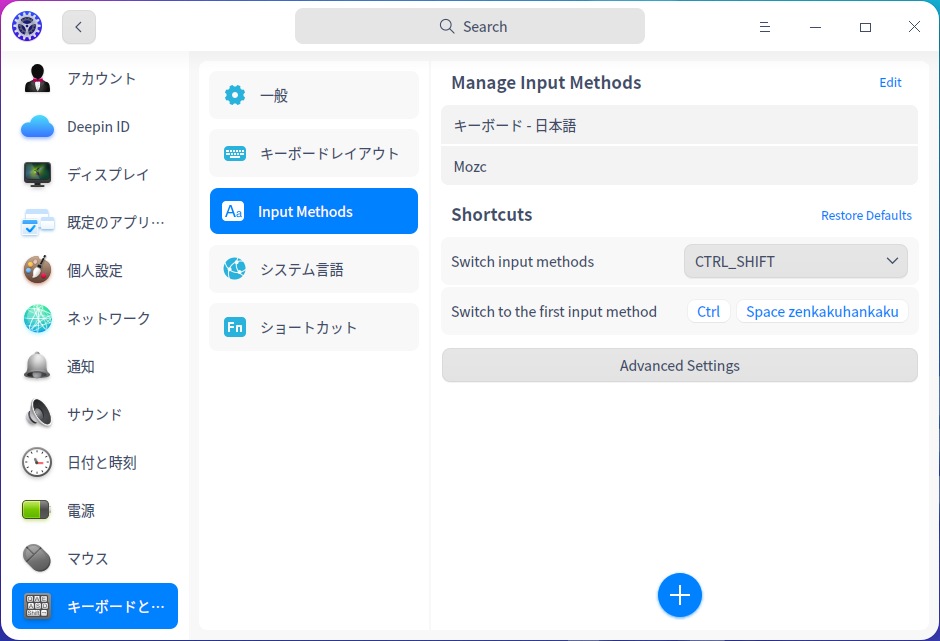 Search
アカウント
Deepin ID
ディスプレイ
既定のアプリ…
個人設定
ネットワーク
通知
サウンド
日付と時刻
電源
マウス
キーボードと…
一般
キーボードレイアウト
Aa
Input Methods
システム言語
Fn
ショートカット
Manage Input Methods
Edit
キーボード - 日本語
Mozc
Shortcuts
Restore Defaults
Switch input methods
CTRL_SHIFT
Switch to the first input method
Ctrl
Space zenkakuhankaku
Advanced Settings